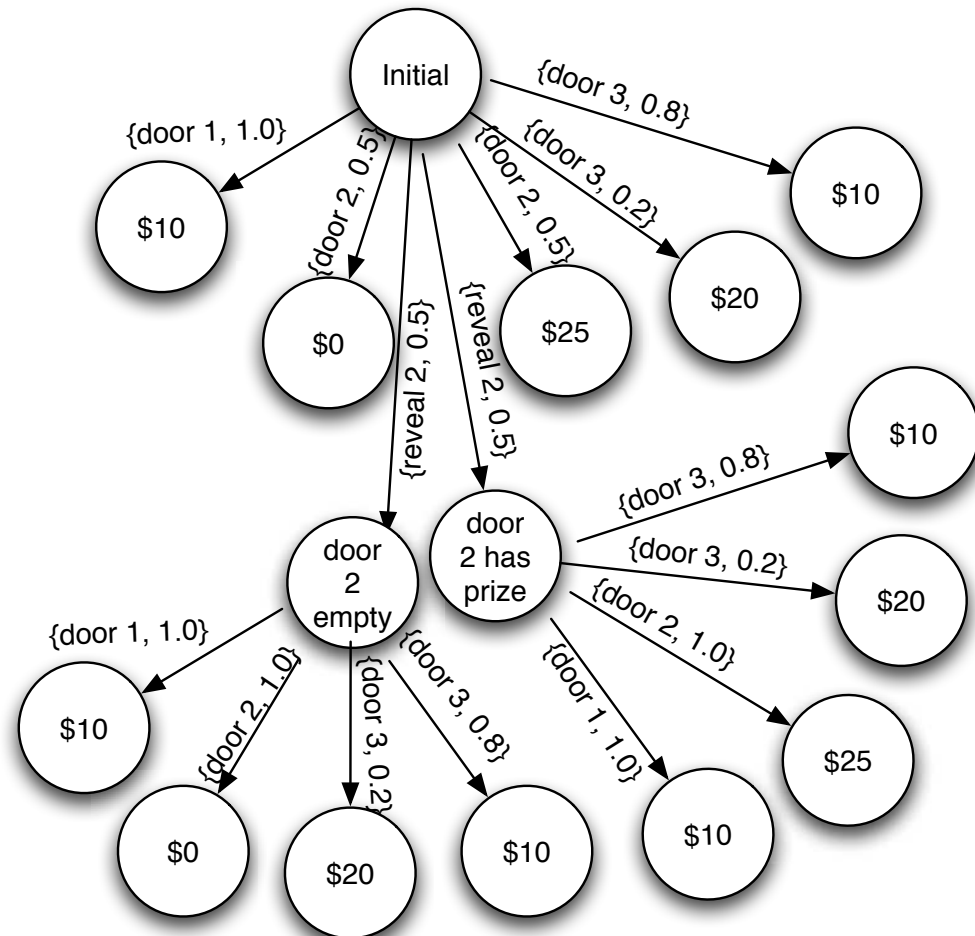 Initial
{door 3, 0.8}
{door 1, 1.0}
{door 2, 0.5}
{door 2, 0.5}
{door 3, 0.2}
$10
$10
$0
$25
$20
{reveal 2, 0.5}
{reveal 2, 0.5}
$10
{door 3, 0.8}
door
2 has
prize
door
2
empty
{door 3, 0.2}
$20
{door 2, 1.0}
{door 1, 1.0}
{door 1, 1.0}
{door 2, 1.0}
{door 3, 0.2}
{door 3, 0.8}
$10
$25
$0
$20
$10
$10